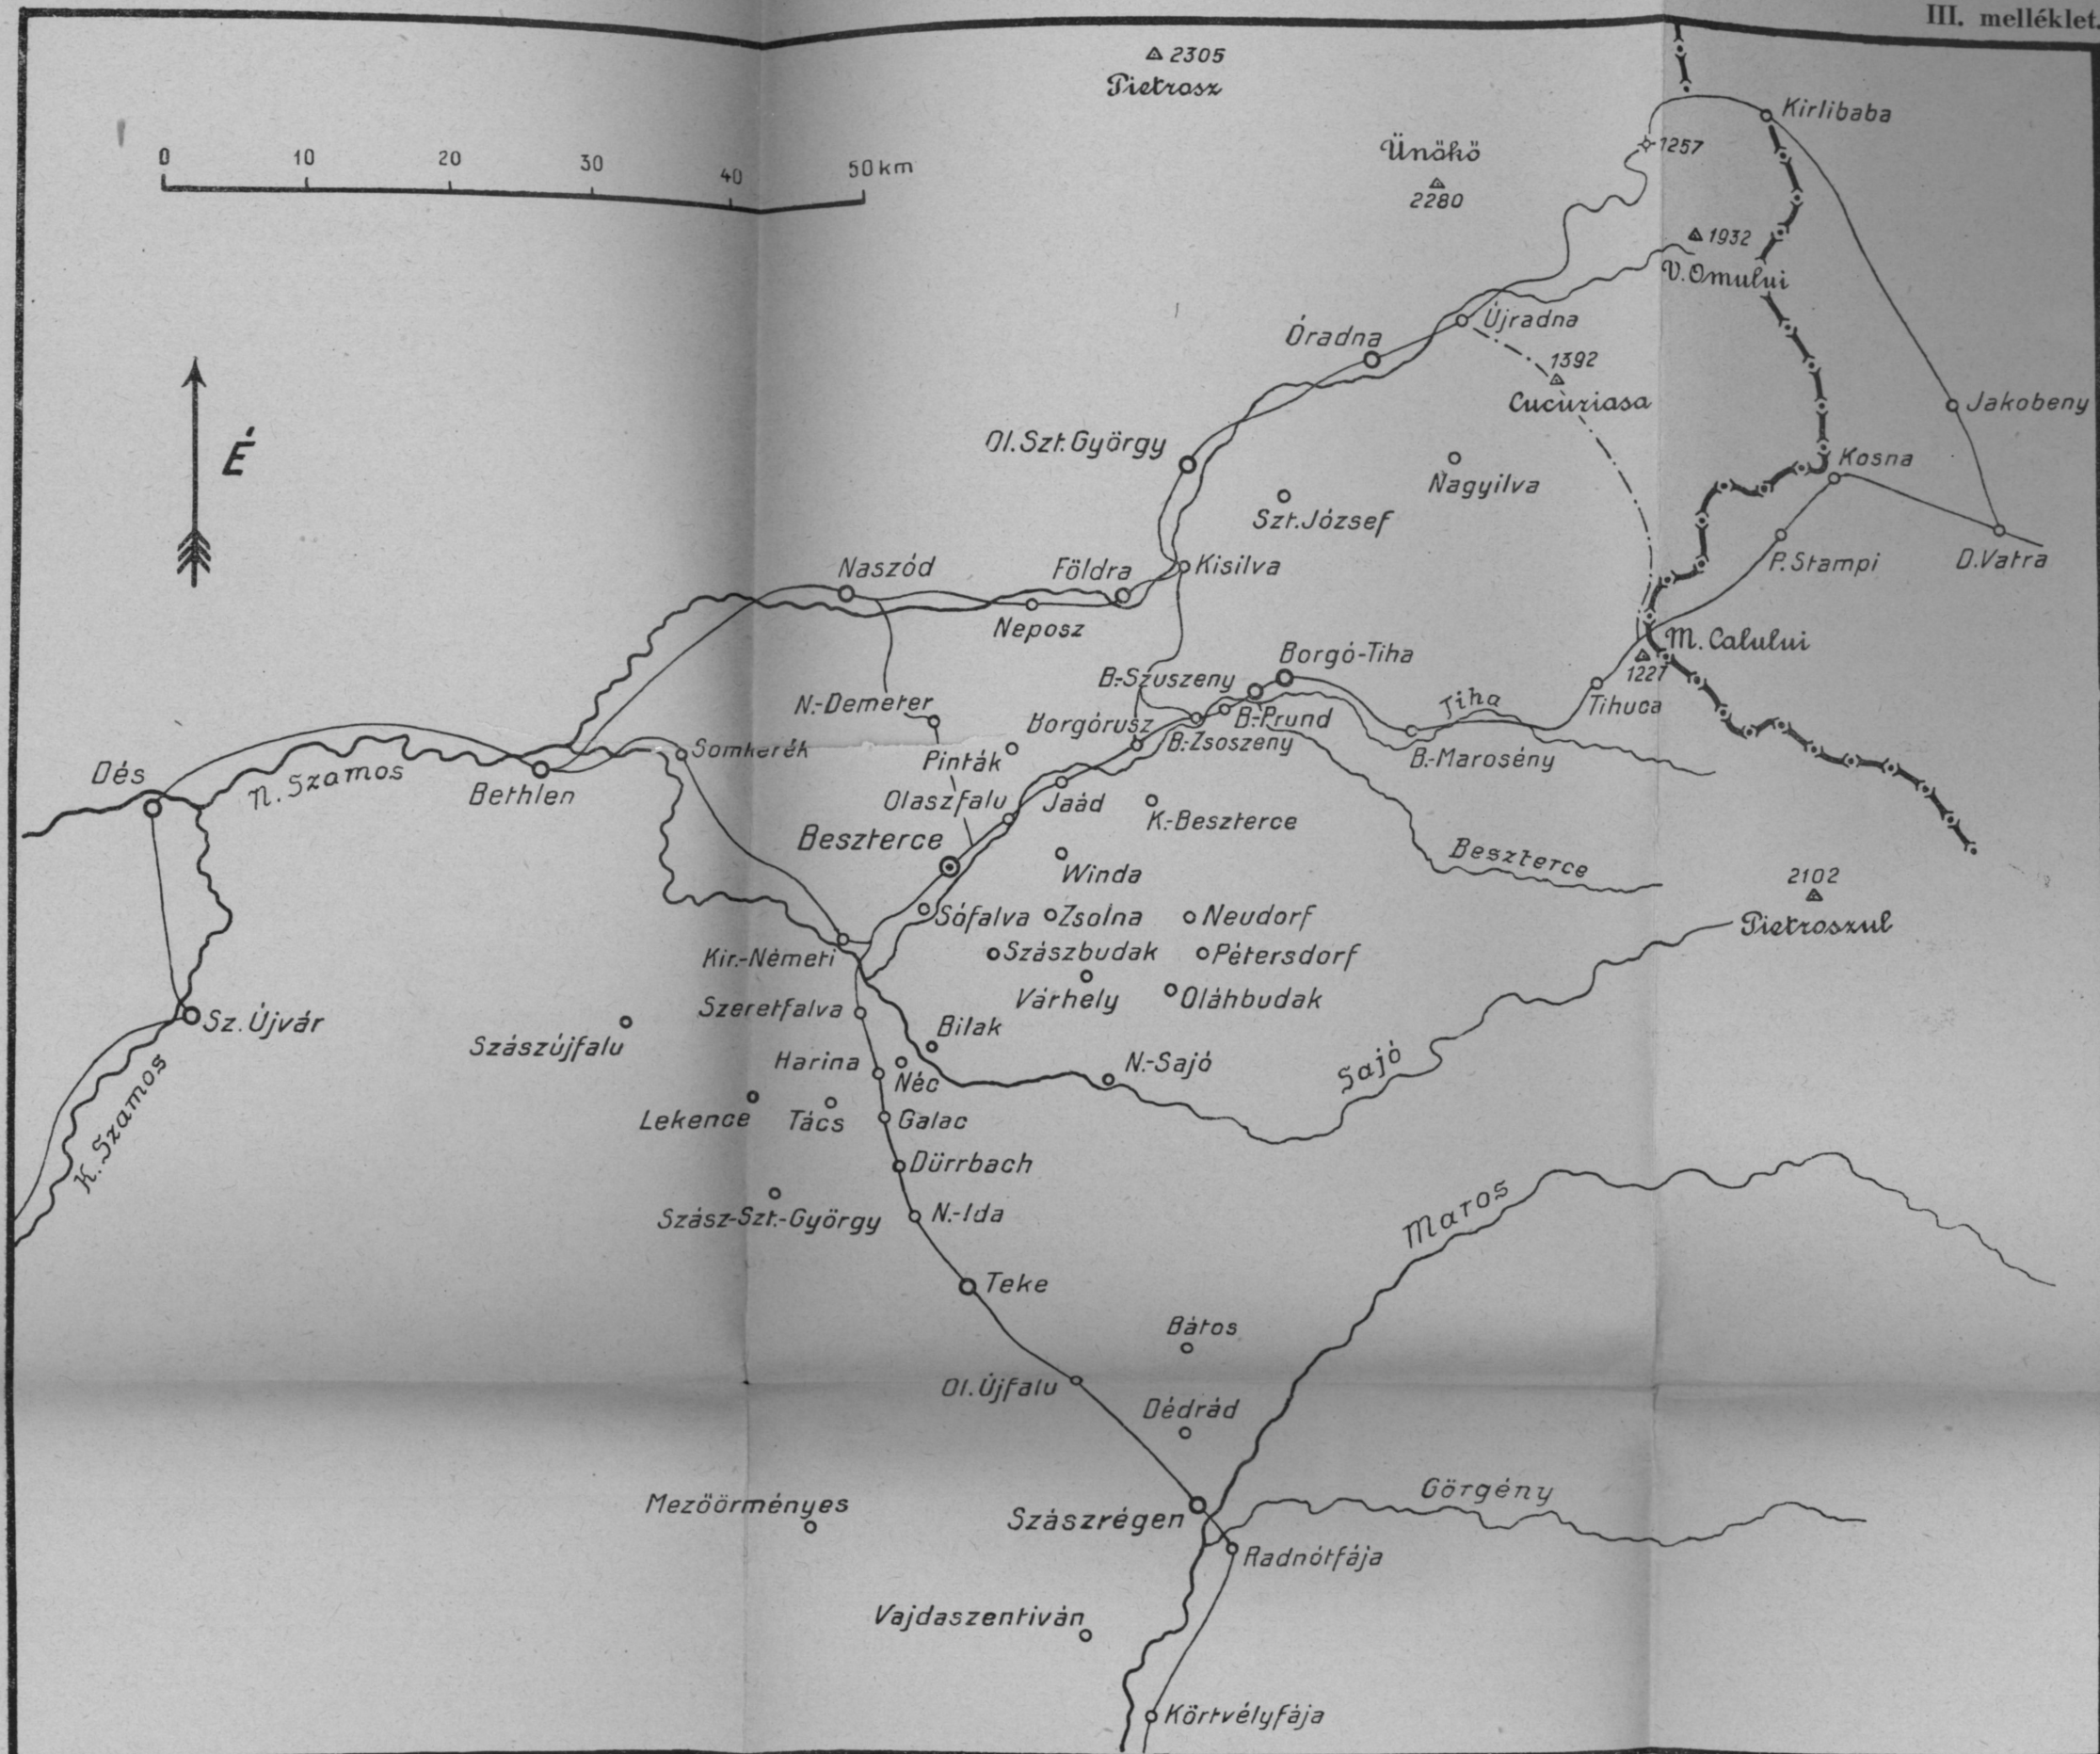 III. melléklet.
△ 2305
Pietrosz
Kirlibaba
0 10 20 30 40 50 km
Ünőkő
2280
1257
1932
V. Omului
Újradna
Óradna
1392
Cucuriasa
Jakobeny
Ol. Szt. György
É
Kosna
Nagyilva
Szt. József
P. Stampi
D. Vatra
Naszód
Földra
Kisilva
Neposz
M. Calului
1227
Borgó-Tiha
B.-Szuszeny
Tiha
Tihuca
N.-Demeter
Borgórusz
B.-Prund
B.-Zsoszeny
B.-Marosény
Somkerék
Pinták
Dés
N. Szamos
Bethlen
Olaszfalu
Jaád
K.-Beszterce
Beszterce
Winda
Beszterce
2102
Pietroszul
Sófalva
Zsolna
Neudorf
Kir.-Németi
Szászbudak
Pétersdorf
Várhely
Oláhbudak
Szeretfalva
Sz. Újvár
Szászújfalu
Bilak
Harina
Néc
N.-Sajó
Sajó
K. Szamos
Lekence
Tács
Galac
Dürrbach
Szász-Szt.-György
N.-Ida
Maros
Teke
Bátos
Ol. Újfalu
Dédrád
Mezőörményes
Szászrégen
Görgény
Radnótfája
Vajdaszentiván
Körtvélyfája